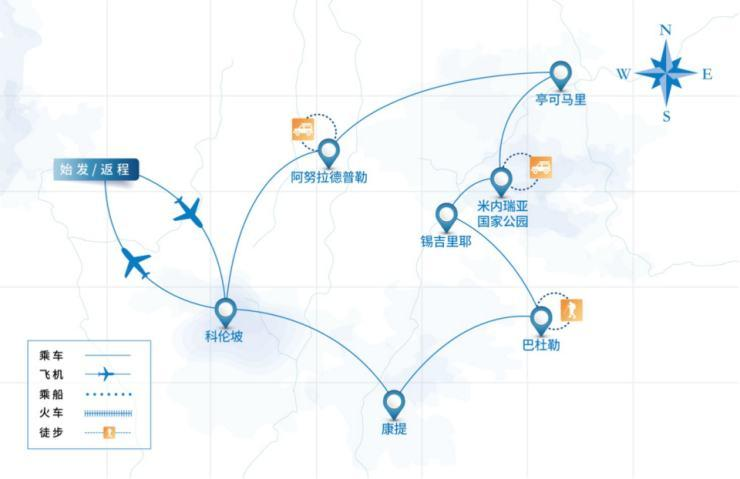 N
W
E
S
亭可马里
阿努拉德普勒
始发/返程
米内瑞亚
国家公园
锡吉里耶
科伦坡
巴杜勒
康提
乘车
飞机
乘船
火车
徒步